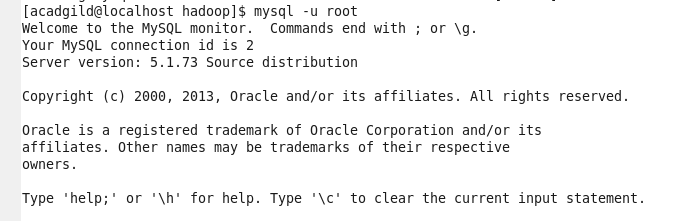 [acadgild@localhost hadoop]$ mysql -u root
Welcome to the MySQL monitor.  Commands end with ; or \g.
Your MySQL connection id is 2
Server version: 5.1.73 Source distribution
Copyright (c) 2000, 2013, Oracle and/or its affiliates. All rights reserved.
Oracle is a registered trademark of Oracle Corporation and/or its
affiliates. Other names may be trademarks of their respective
owners.
Type 'help;' or '\h' for help. Type '\c' to clear the current input statement.